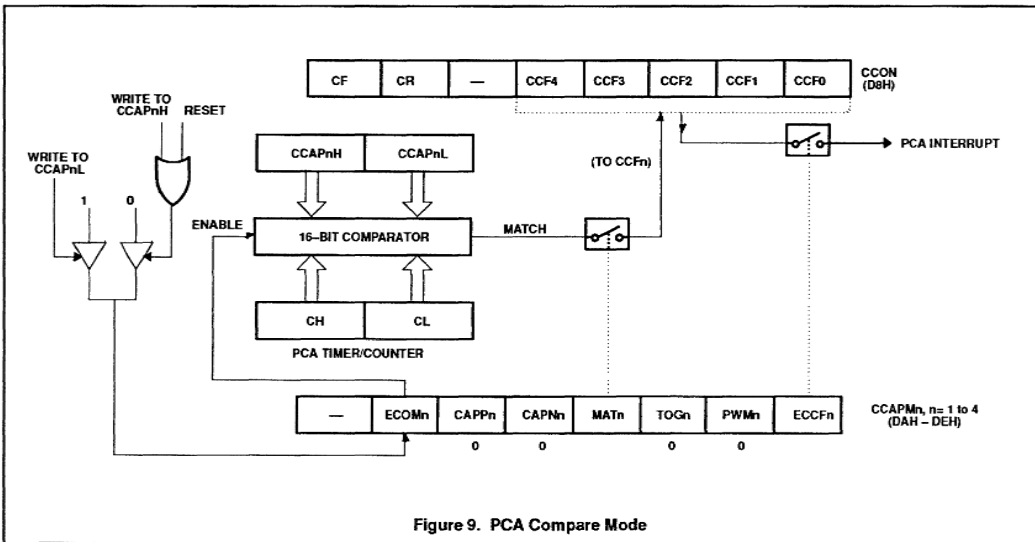 CF CR — CCF4 CCF3 CCF2 CCF1 CCF0
CCON
(D8H)
WRITE TO
CCAPnH RESET
PCA INTERRUPT
CCAPnH CCAPnL
WRITE TO
CCAPnL
(TO CCFn)
1 0
ENABLE
16–BIT COMPARATOR
MATCH
CH CL
PCA TIMER/COUNTER
— ECOMn CAPPn CAPNn MATn TOGn PWMn ECCFn
CCAPMn, n= 1 to 4
(DAH – DEH)
0 0 0 0
Figure 9. PCA Compare Mode